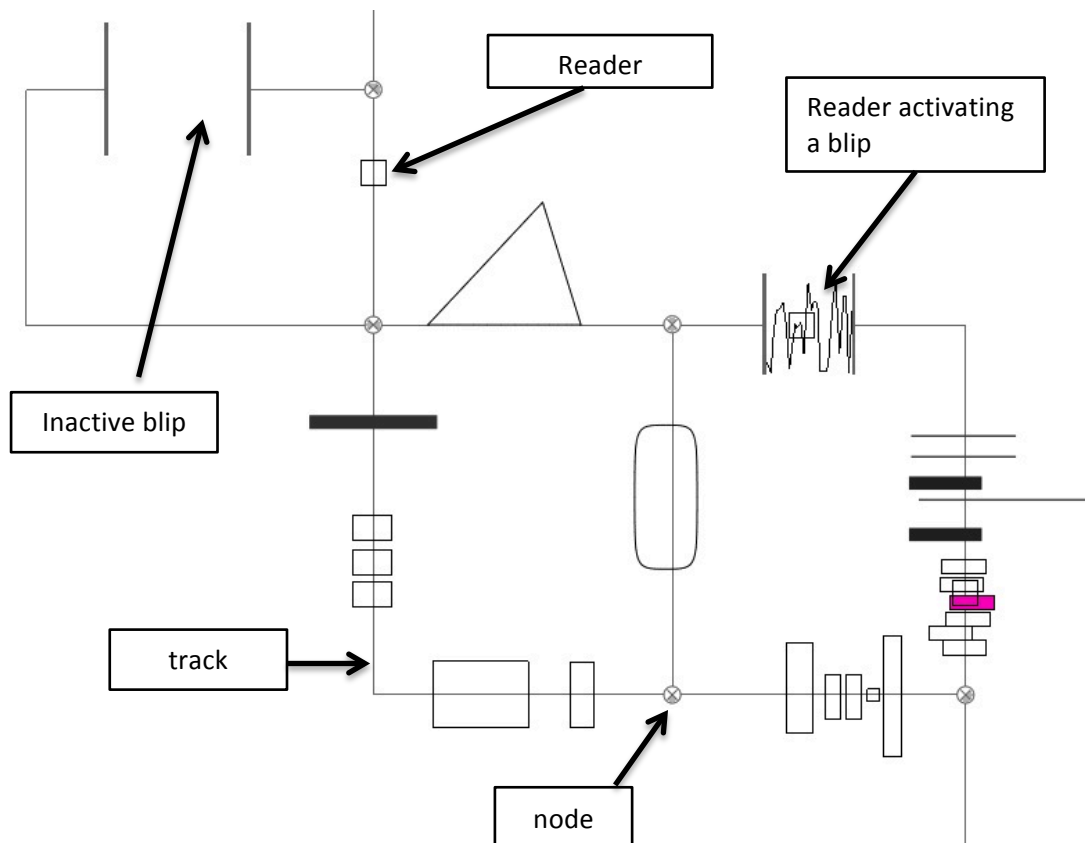 Reader
Reader activating
a blip
Inactive blip
track
node